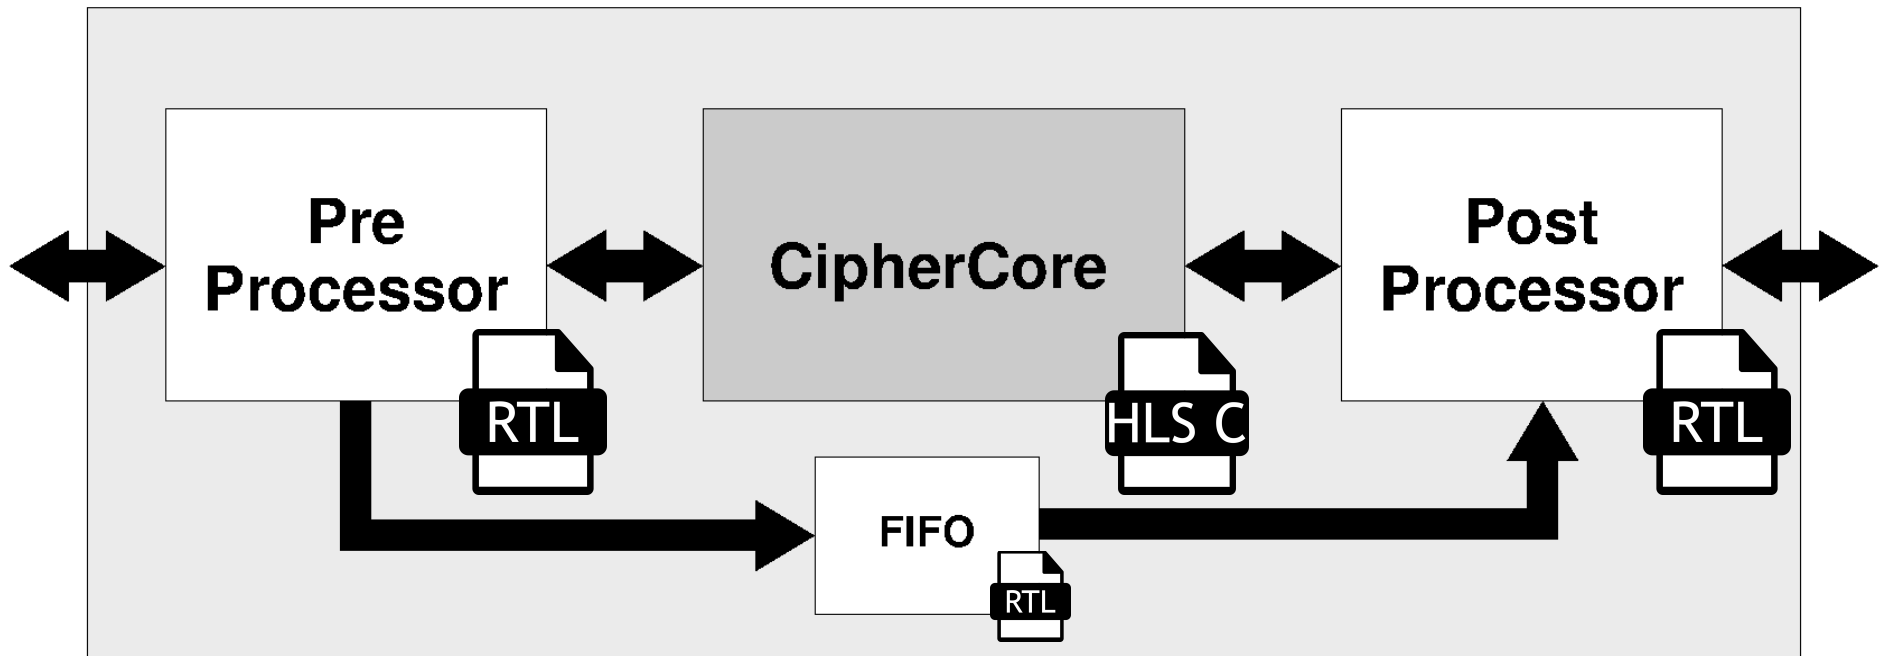 Pre
Processor
RTL
CipherCore
HLS C
Post
Processor
RTL
FIFO
RTL